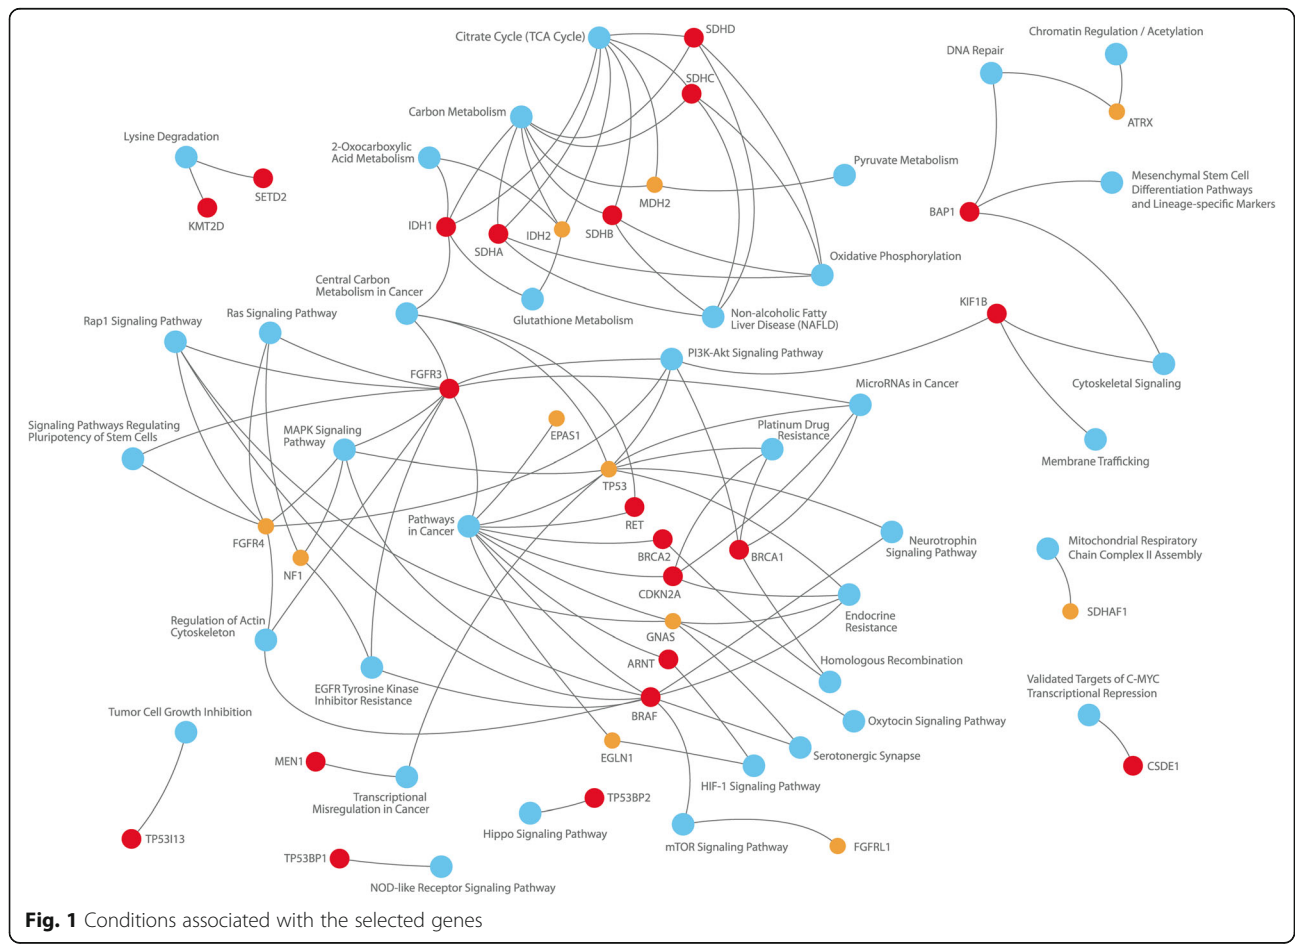 Citrate Cycle (TCA Cycle)
SDHD
Chromatin Regulation / Acetylation
DNA Repair
SDHC
Carbon Metabolism
ATRX
Lysine Degradation
2-Oxocarboxylic
Acid Metabolism
Pyruvate Metabolism
Mesenchymal Stem Cell
Differentiation Pathways
and Lineage-specific Markers
SETD2
MDH2
KMT2D
BAP1
IDH1
SDHA
IDH2
SDHB
Oxidative Phosphorylation
Central Carbon
Metabolism in Cancer
KIF1B
Glutathione Metabolism
Non-alcoholic Fatty
Liver Disease (NAFLD)
Rap1 Signaling Pathway
Ras Signaling Pathway
PI3K-Akt Signaling Pathway
FGFR3
MicroRNAs in Cancer
Cytoskeletal Signaling
Signaling Pathways Regulating
Pluripotency of Stem Cells
MAPK Signaling
Pathway
EPAS1
Platinum Drug
Resistance
Membrane Trafficking
TP53
RET
Pathways
in Cancer
FGFR4
BRCA2
BRCA1
Neurotrophin
Signaling Pathway
Mitochondrial Respiratory
Chain Complex II Assembly
NF1
CDKN2A
SDHAF1
Regulation of Actin
Cytoskeleton
GNAS
Endocrine
Resistance
ARNT
Homologous Recombination
EGFR Tyrosine Kinase
Inhibitor Resistance
BRAF
Validated Targets of C-MYC
Transcriptional Repression
Tumor Cell Growth Inhibition
Oxytocin Signaling Pathway
EGLN1
Serotonergic Synapse
MEN1
CSDE1
HIF-1 Signaling Pathway
Transcriptional
Misregulation in Cancer
TP53BP2
Hippo Signaling Pathway
TP53I13
mTOR Signaling Pathway
FGFRL1
TP53BP1
NOD-like Receptor Signaling Pathway
Fig. 1 Conditions associated with the selected genes